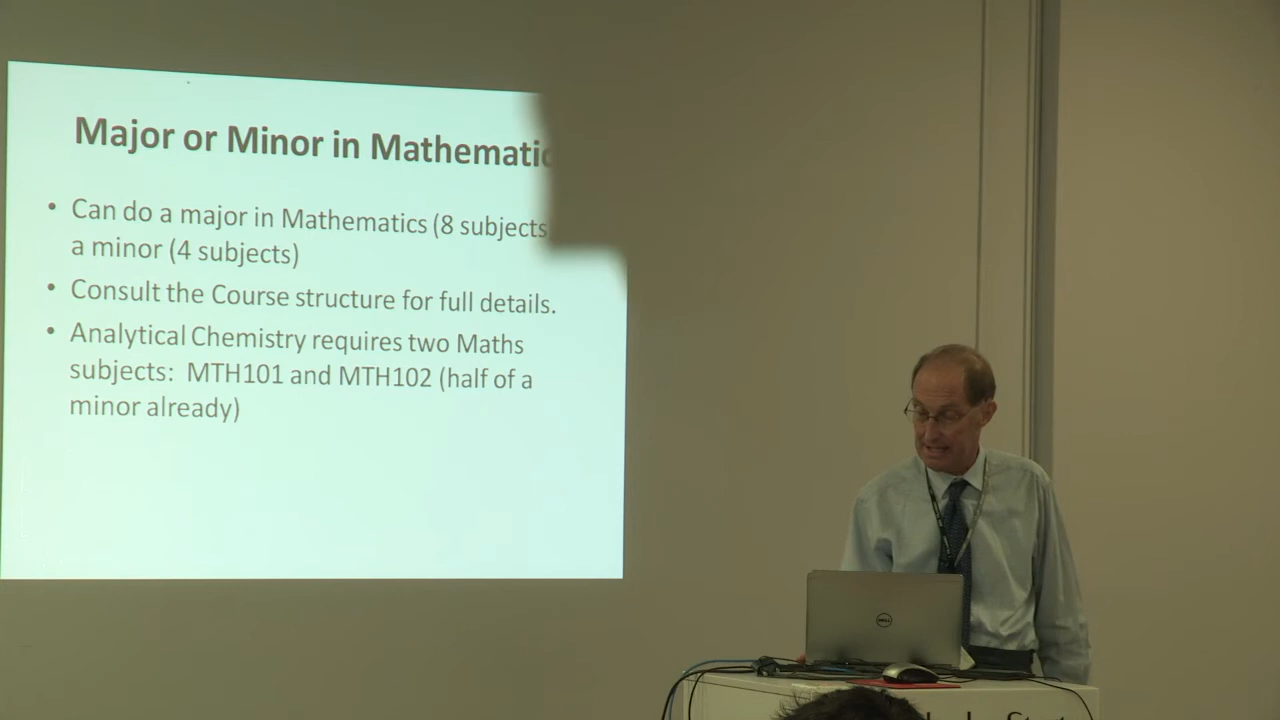 Major or Minor in Mathematic
• Can do a major in Mathematics (8 subjects
a minor (4 subjects)
• Consult the Course structure for full details.
• Analytical Chemistry requires two Maths
subjects: MTH101 and MTH102 (half of a
minor already)
DELL